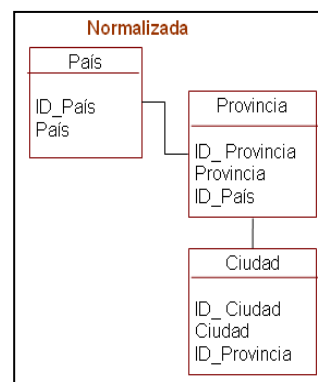 Normalizada
País
ID_País
País
Provincia
ID_ Provincia
Provincia
ID_País
Ciudad
ID_ Ciudad
Ciudad
ID_Provincia